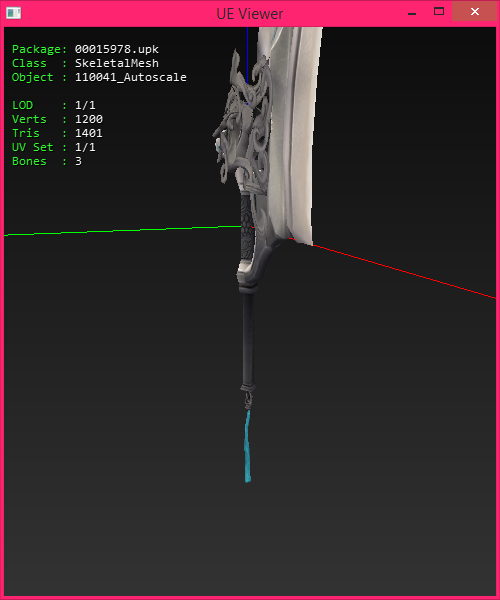 UE Viewer
Package: 00015978.upk
Class : SkeletalMesh
Object : 110041_Autoscale
LOD : 1/1
Verts : 1200
Tris : 1401
UV Set : 1/1
Bones : 3